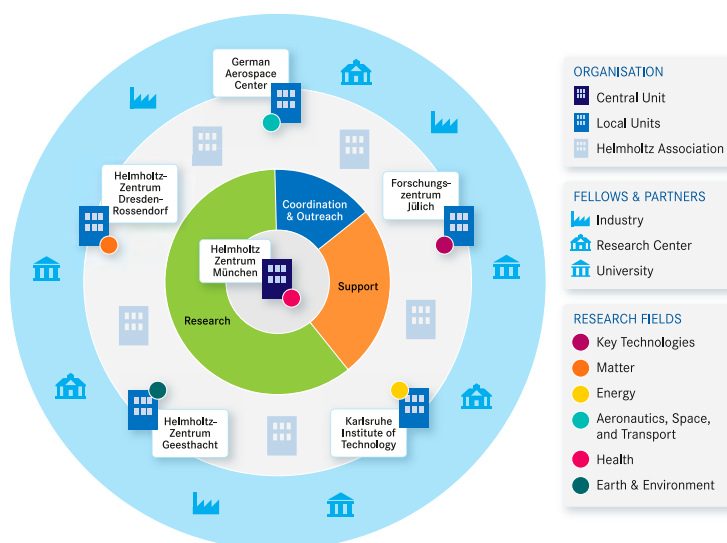 German
Aerospace
Center
Helmholtz-
Zentrum
Dresden-
Rossendorf
Coordination
& Outreach
Forschungs-
zentrum
Jülich
Helmholtz
Zentrum
München
Research
Support
Helmholtz-
Zentrum
Geesthacht
Karlsruhe
Institute of
Technology
ORGANISATION
Central Unit
Local Units
Helmholtz Association
FELLOWS & PARTNERS
Industry
Research Center
University
RESEARCH FIELDS
Key Technologies
Matter
Energy
Aeronautics, Space,
and Transport
Health
Earth & Environment